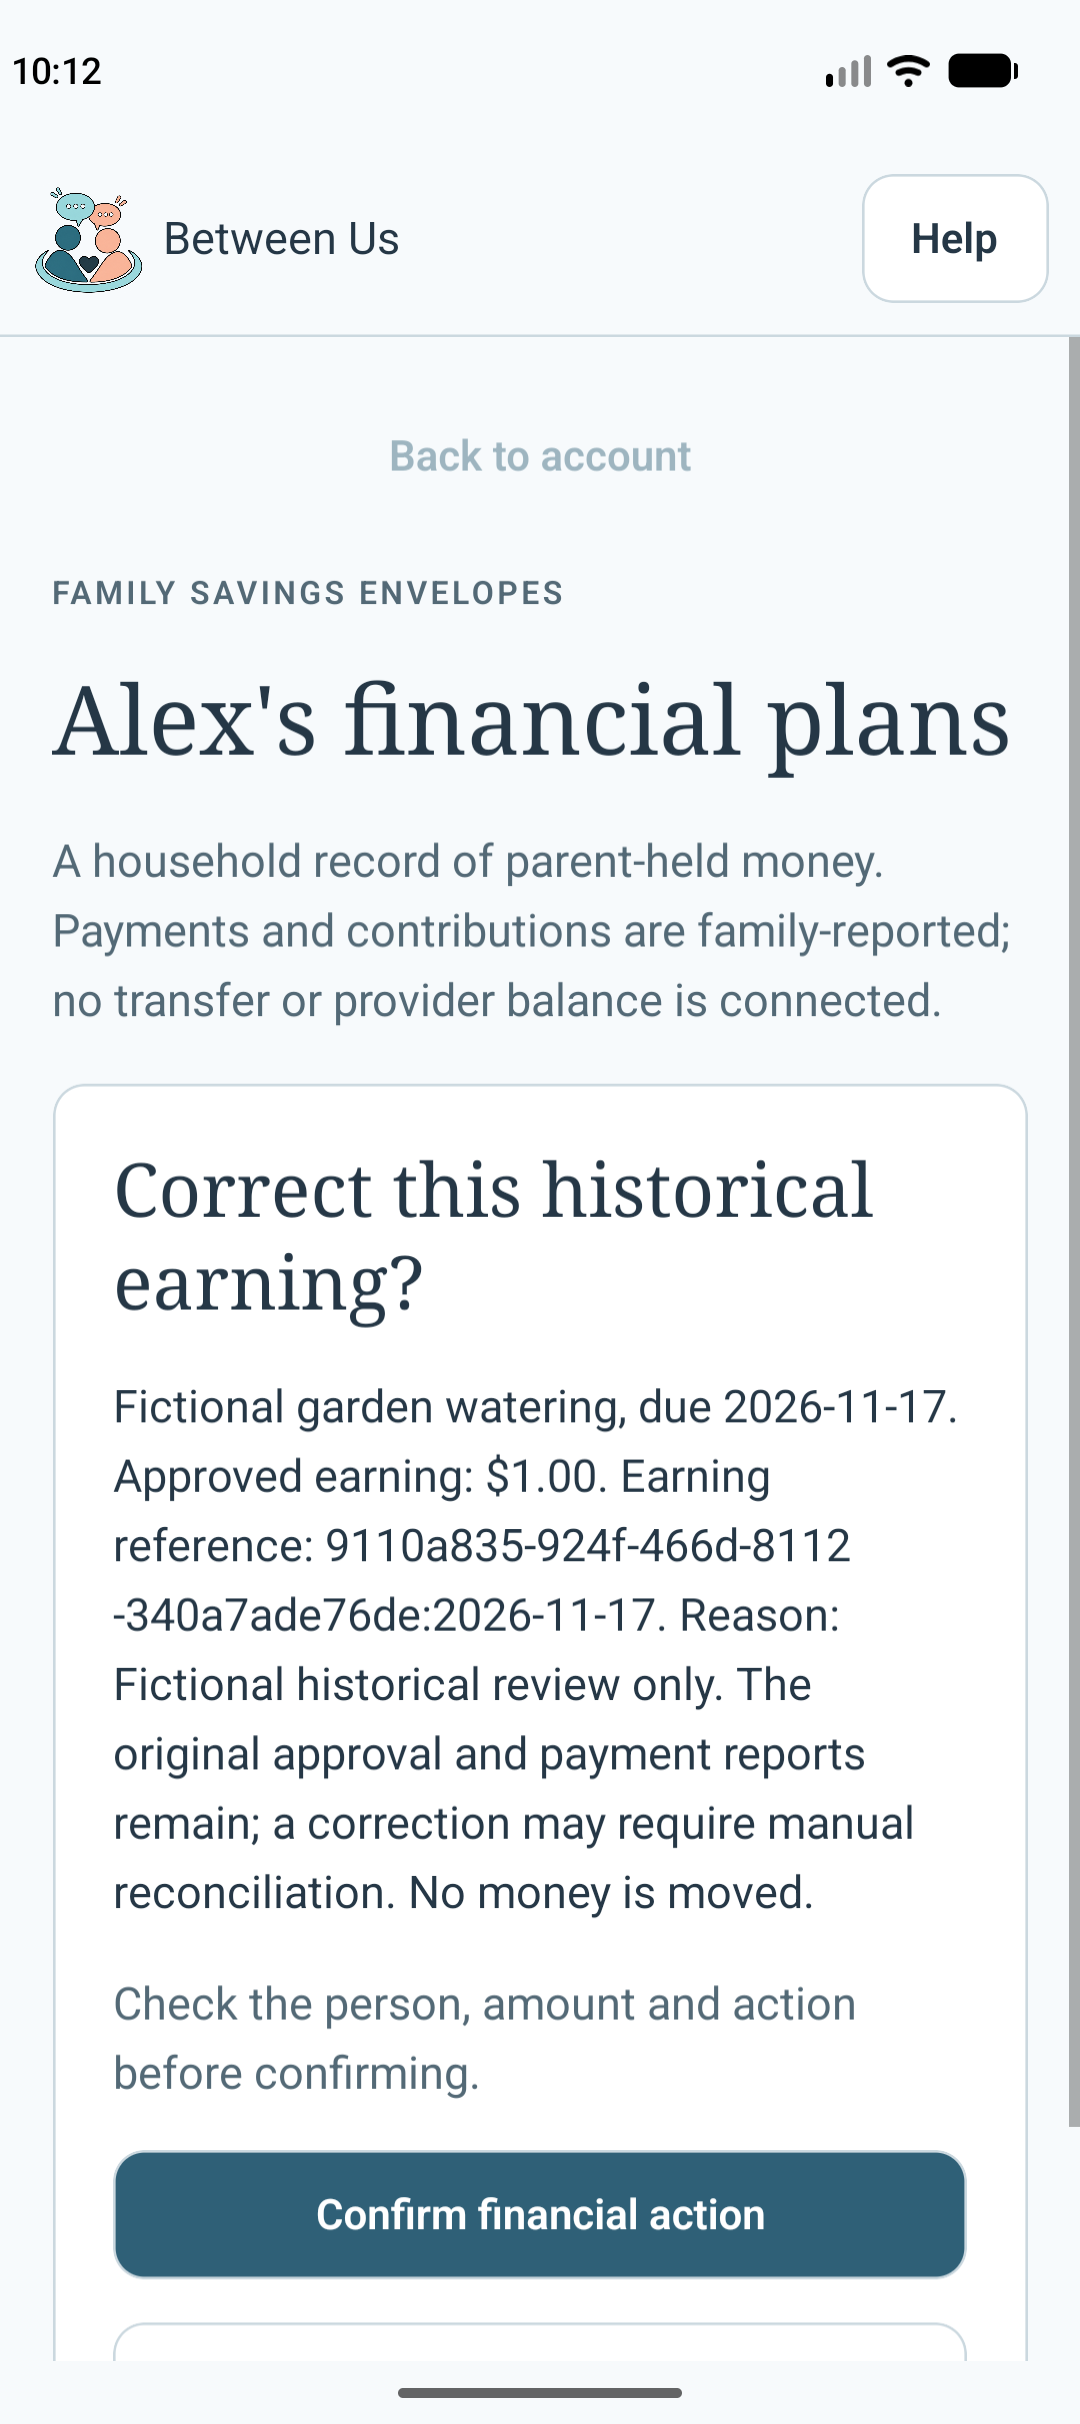 10:12
Between Us
Help
Back to account
FAMILY SAVINGS ENVELOPES
Alex's financial plans
A household record of parent-held money.
Payments and contributions are family-reported;
no transfer or provider balance is connected.
Correct this historical
earning?
Fictional garden watering, due 2026-11-17.
Approved earning: $1.00. Earning
reference: 9110a835-924f-466d-8112
-340a7ade76de:2026-11-17. Reason:
Fictional historical review only. The
original approval and payment reports
remain; a correction may require manual
reconciliation. No money is moved.
Check the person, amount and action
before confirming.
Confirm financial action